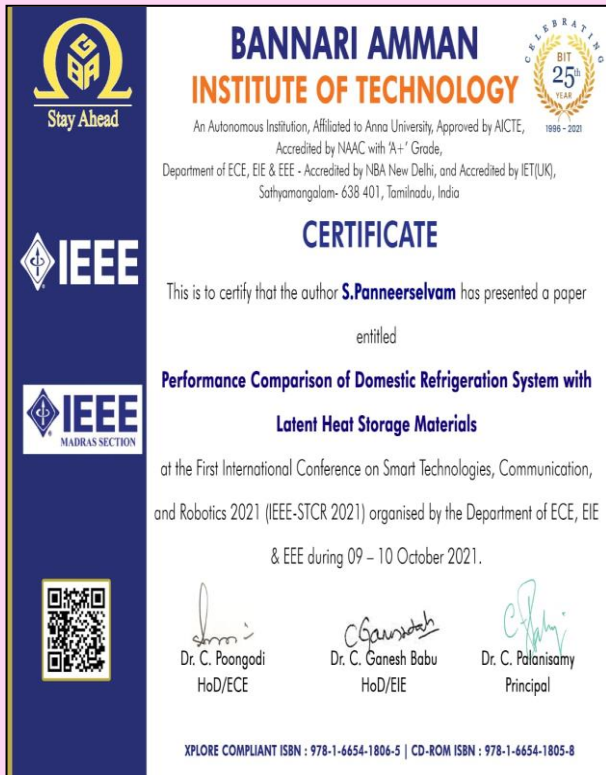 GBA
Stay Ahead
BANNARI AMMAN
INSTITUTE OF TECHNOLOGY
CELEBRATING
BIT
25th
YEAR
1996 - 2021
An Autonomous Institution, Affiliated to Anna University, Approved by AICTE,
Accredited by NAAC with 'A+' Grade,
Department of ECE, EIE & EEE - Accredited by NBA New Delhi, and Accredited by IET(UK),
Sathyamangalam- 638 401, Tamilnadu, India
CERTIFICATE
IEEE
This is to certify that the author S.Panneerselvam has presented a paper
entitled
Performance Comparison of Domestic Refrigeration System with
Latent Heat Storage Materials
IEEE
MADRAS SECTION
at the First International Conference on Smart Technologies, Communication,
and Robotics 2021 (IEEE-STCR 2021) organised by the Department of ECE, EIE
& EEE during 09 – 10 October 2021.
Dr. C. Poongodi
HoD/ECE
Dr. C. Ganesh Babu
HoD/EIE
Dr. C. Palanisamy
Principal
XPLORE COMPLIANT ISBN : 978-1-6654-1806-5 | CD-ROM ISBN : 978-1-6654-1805-8